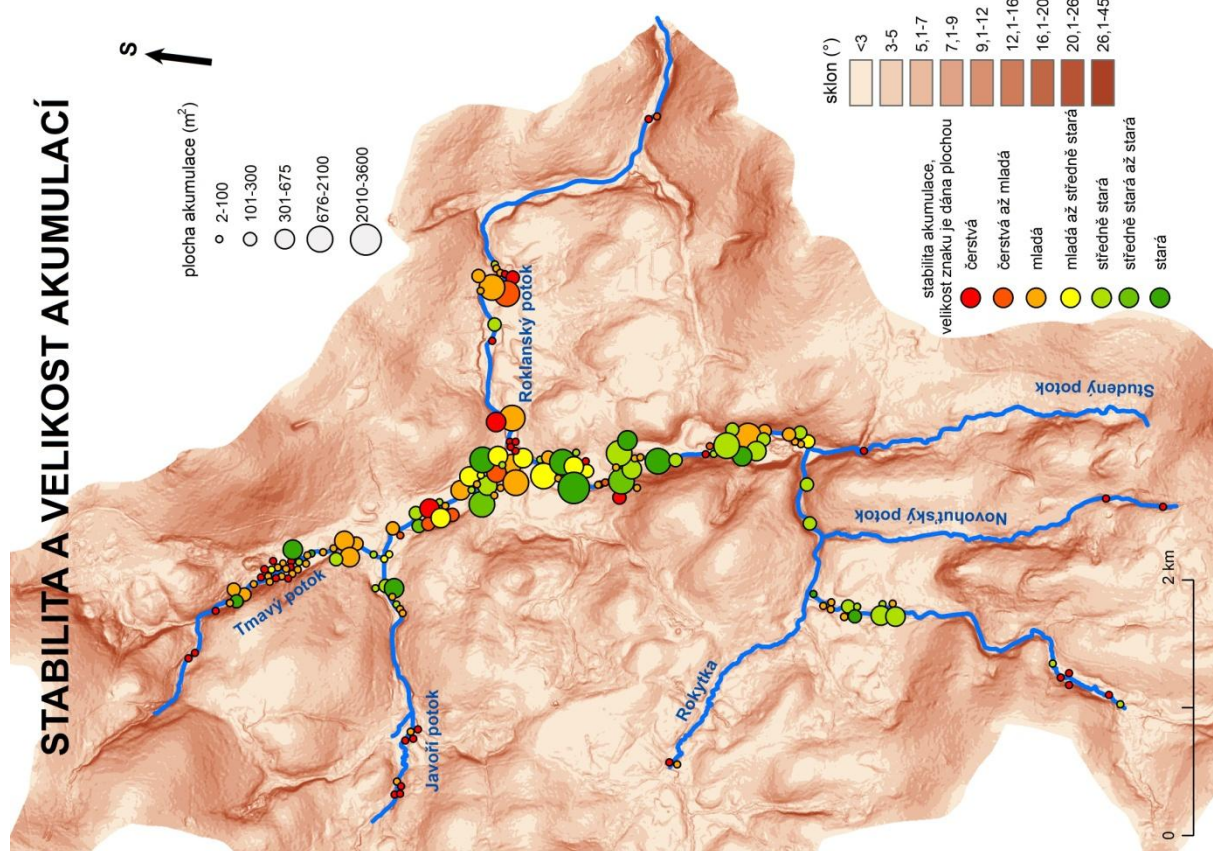 STABILITA A VELIKOST AKUMULACÍ
S
plocha akumulace (m²)
2-100
101-300
301-675
676-2100
2010-3600
sklon (°)
<3
3-5
5,1-7
7,1-9
9,1-12
12,1-16
16,1-20
20,1-26
26,1-45
stabilita akumulace,
velikost znaku je dána plochou
čerstvá
čerstvá až mladá
mladá
mladá až středně stará
středně stará
středně stará až stará
stará
Tmavý potok
Javoří potok
Roklanský potok
Rokytka
Novohuťský potok
Studený potok
0
2 km